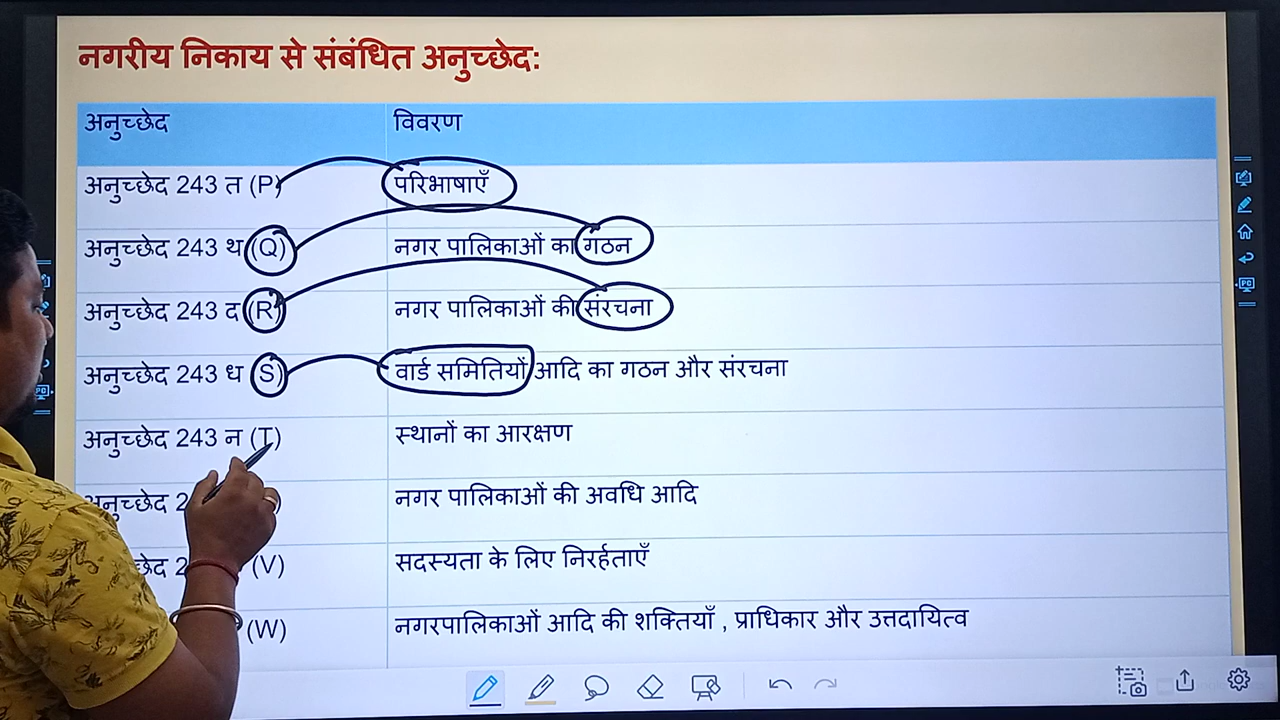 नगरीय निकाय से संबंधित अनुच्छेद:
अनुच्छेद विवरण
अनुच्छेद 243 त (P) परिभाषाएँ
अनुच्छेद 243 थ (Q) नगर पालिकाओं का गठन
अनुच्छेद 243 द (R) नगर पालिकाओं की संरचना
अनुच्छेद 243 ध (S) वार्ड समितियों आदि का गठन और संरचना
अनुच्छेद 243 न (T) स्थानों का आरक्षण
नगर पालिकाओं की अवधि आदि
(V) सदस्यता के लिए निरर्हताएँ
(W) नगरपालिकाओं आदि की शक्तियाँ , प्राधिकार और उत्तदायित्व